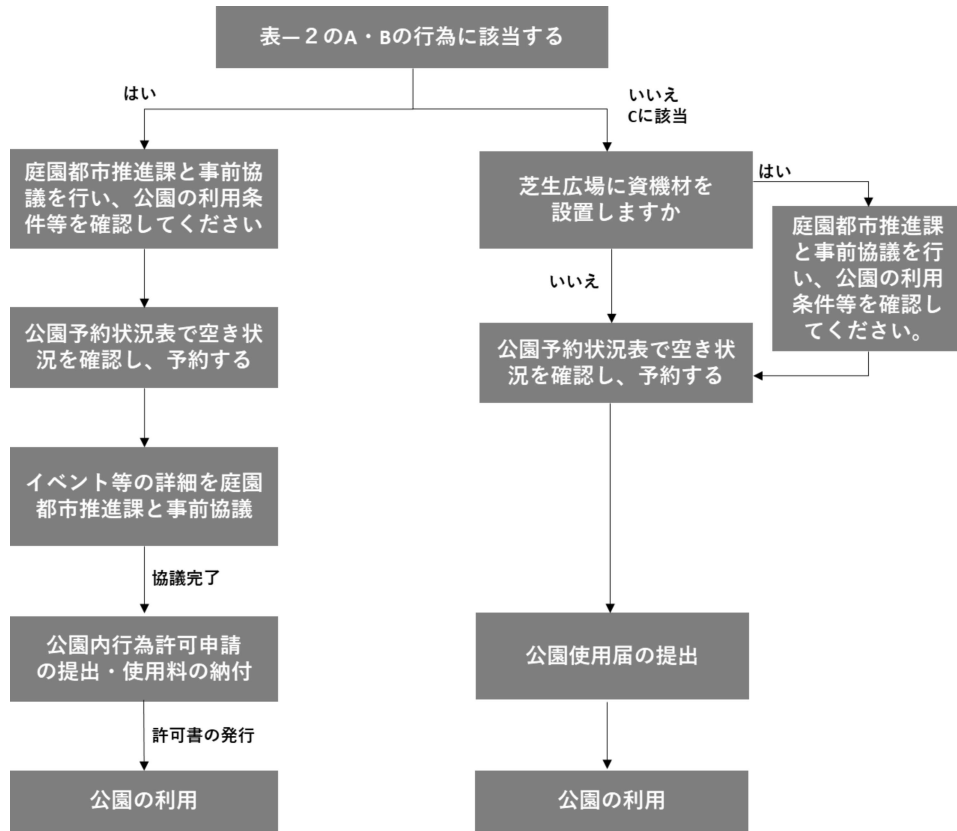 表—２のA・Bの行為に該当する
はい
いいえ
Cに該当
庭園都市推進課と事前協
議を行い、公園の利用条
件等を確認してください
公園予約状況表で空き状
況を確認し、予約する
イベント等の詳細を庭園
都市推進課と事前協議
協議完了
公園内行為許可申請
の提出・使用料の納付
許可書の発行
公園の利用
芝生広場に資機材を
設置しますか
はい
庭園都市推進課
と事前協議を行
い、公園の利用
条件等を確認し
てください。
いいえ
公園予約状況表で空き状
況を確認し、予約する
公園使用届の提出
公園の利用